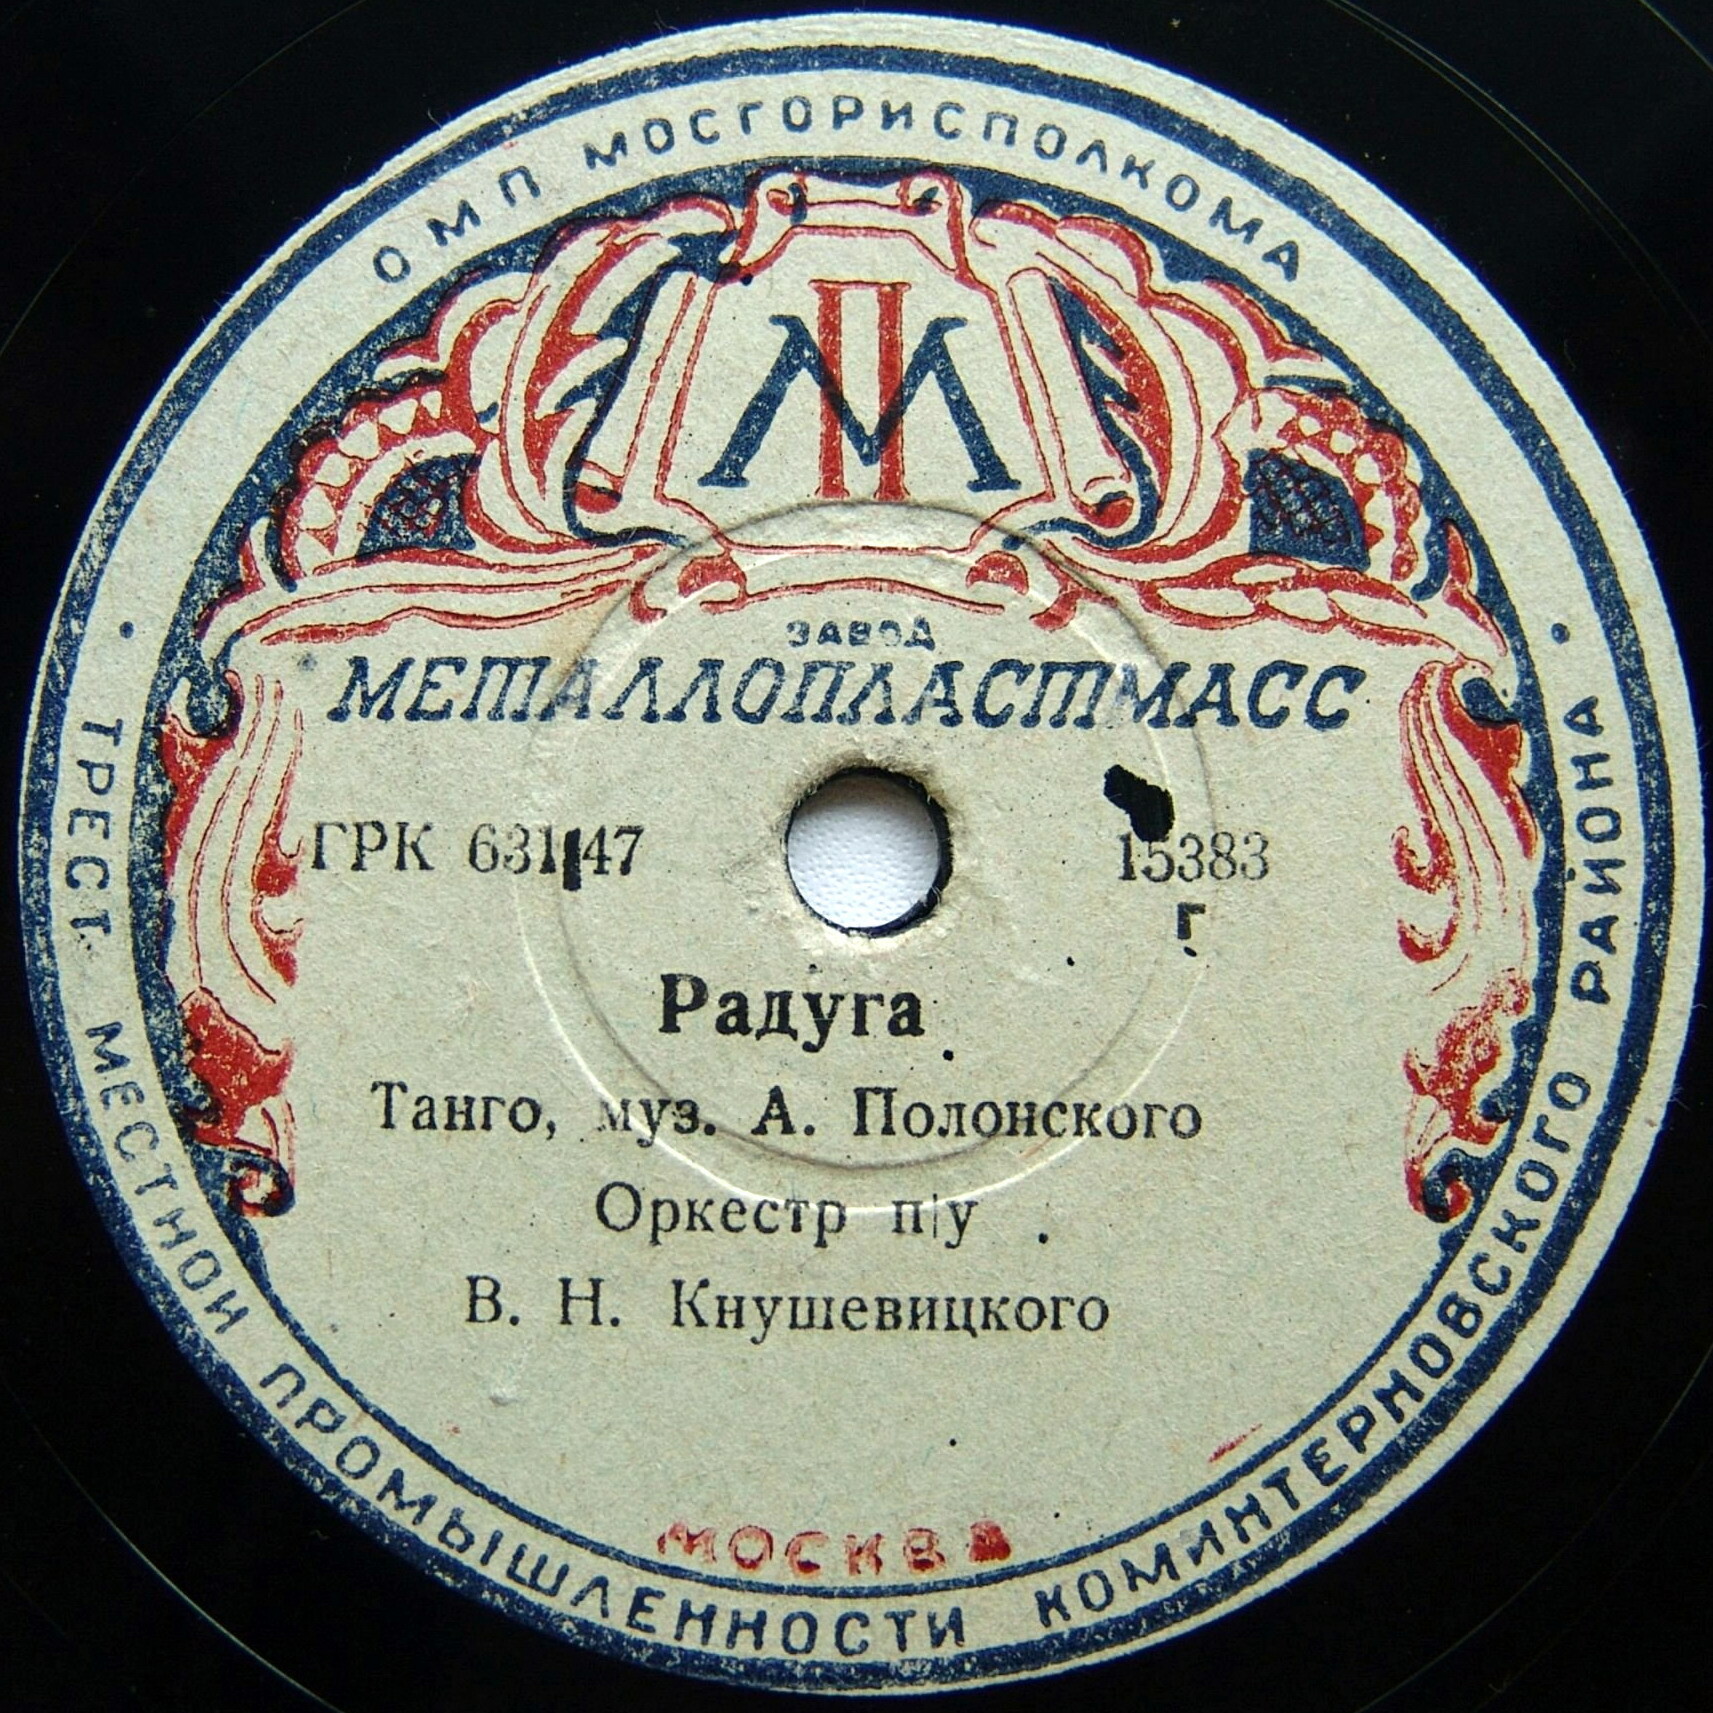 ОМП МОСГОРИСПОЛКОМА
МП
ЗАВОД
МЕТАЛЛОПЛАСТМАСС
ГРК 631|47
15383
г
Радуга
Танго, муз. А. Полонского
Оркестр п/у
В. Н. Кнушевицкого
МОСКВА
• ТРЕСТ МЕСТНОЙ ПРОМЫШЛЕННОСТИ КОМИНТЕРНОВСКОГО РАЙОНА •